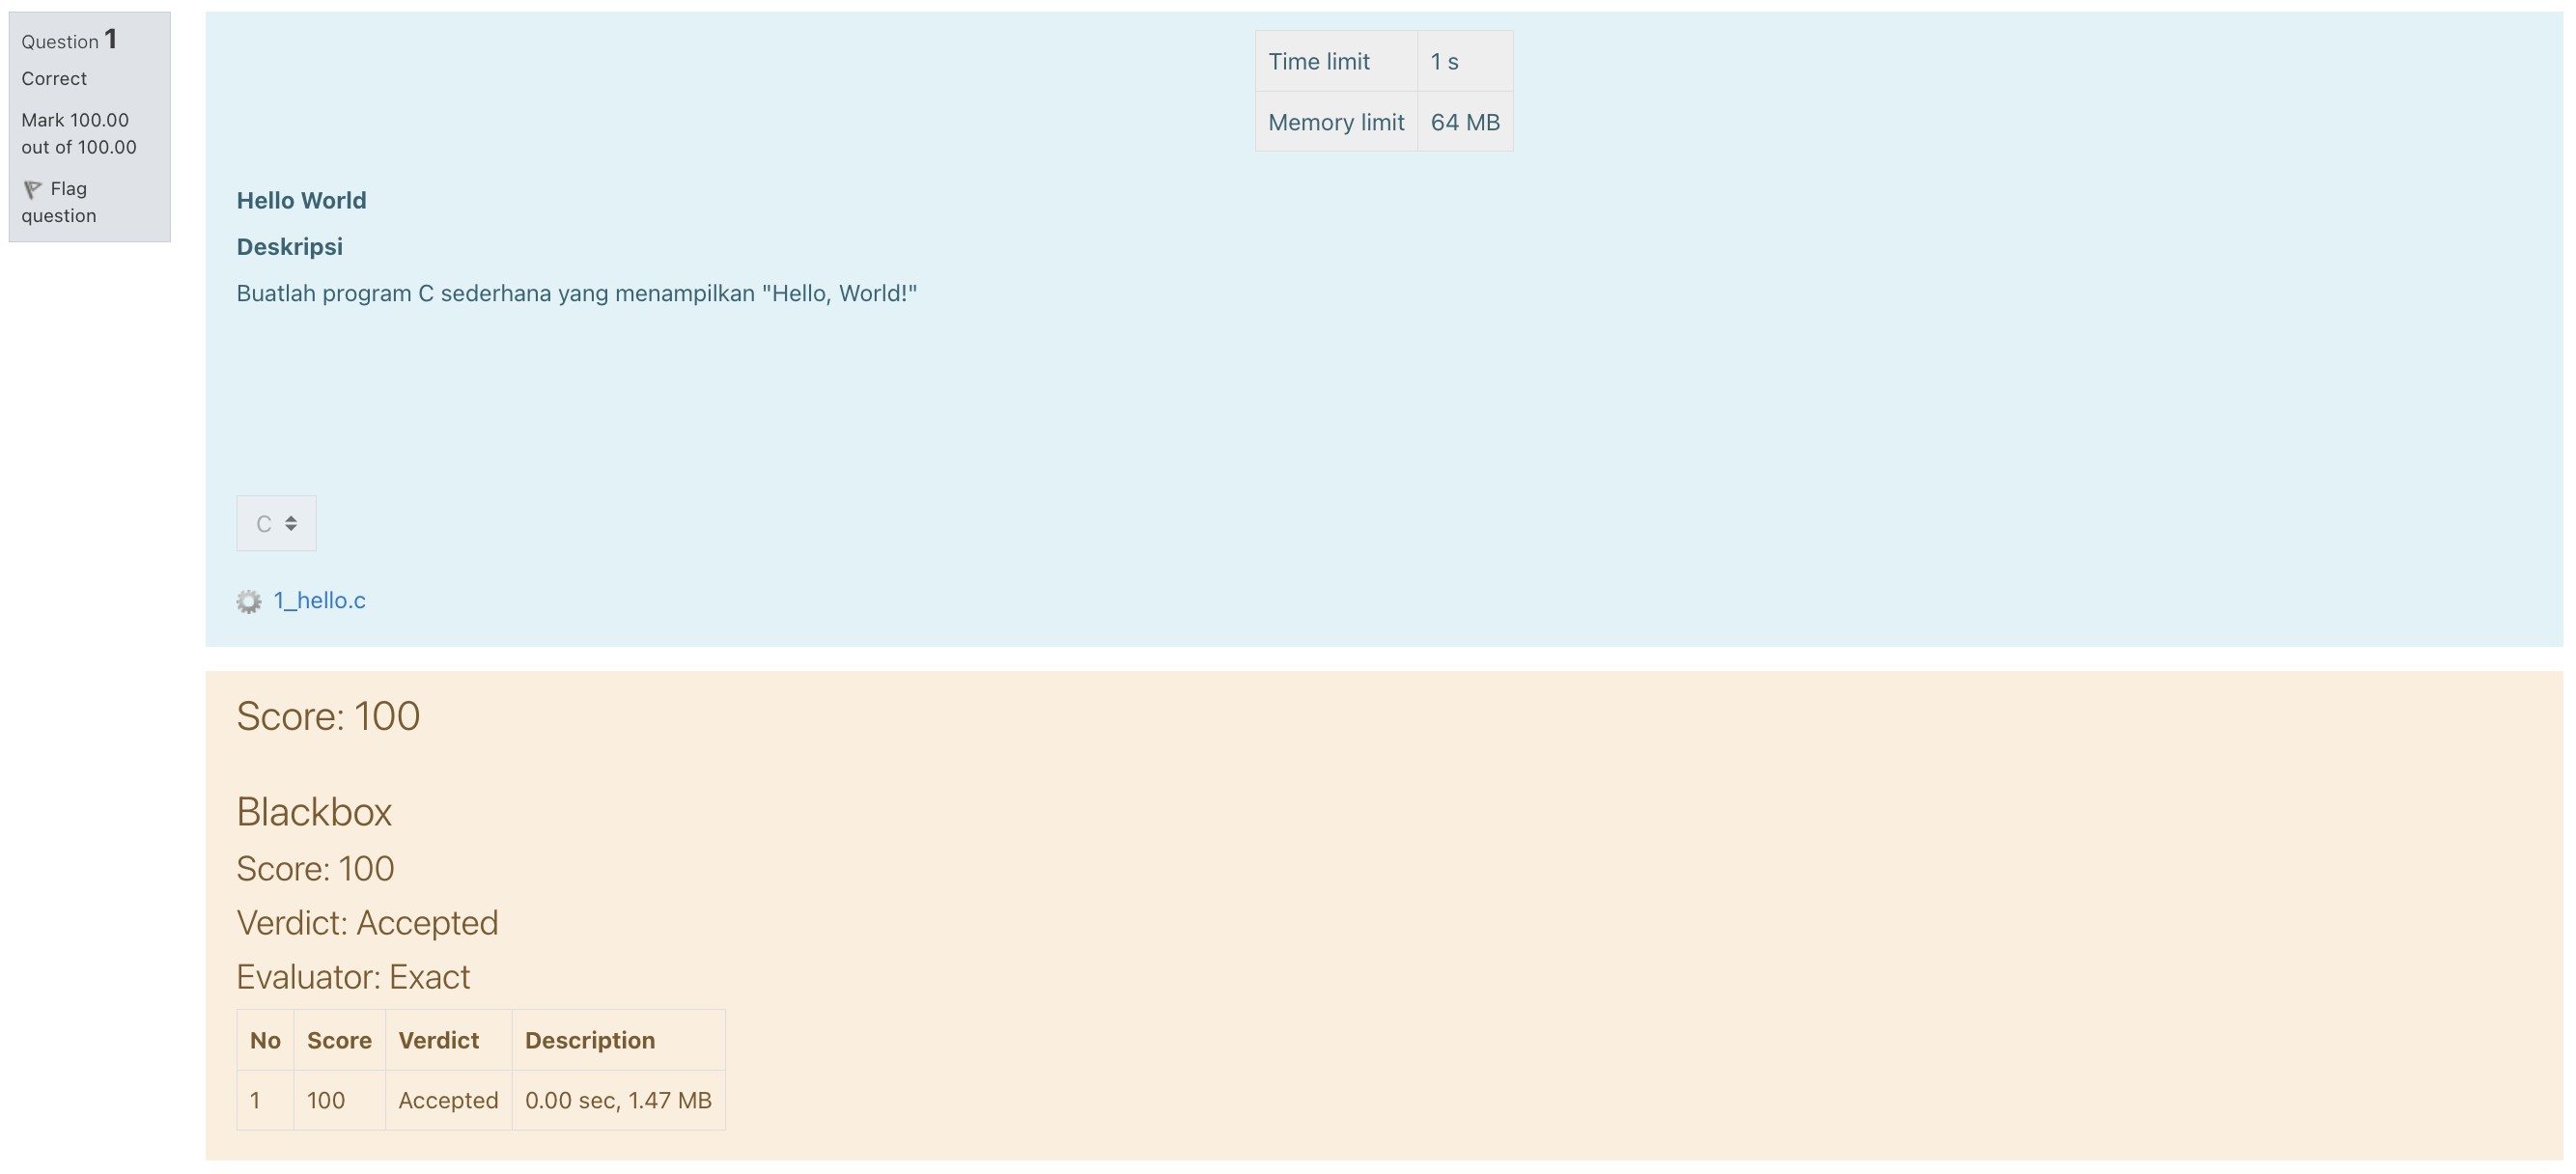 Question 1
Correct
Mark 100.00
out of 100.00
Flag
question
Time limit 1 s
Memory limit 64 MB
Hello World
Deskripsi
Buatlah program C sederhana yang menampilkan "Hello, World!"
C
1_hello.c
Score: 100
Blackbox
Score: 100
Verdict: Accepted
Evaluator: Exact
No Score Verdict Description
1 100 Accepted 0.00 sec, 1.47 MB